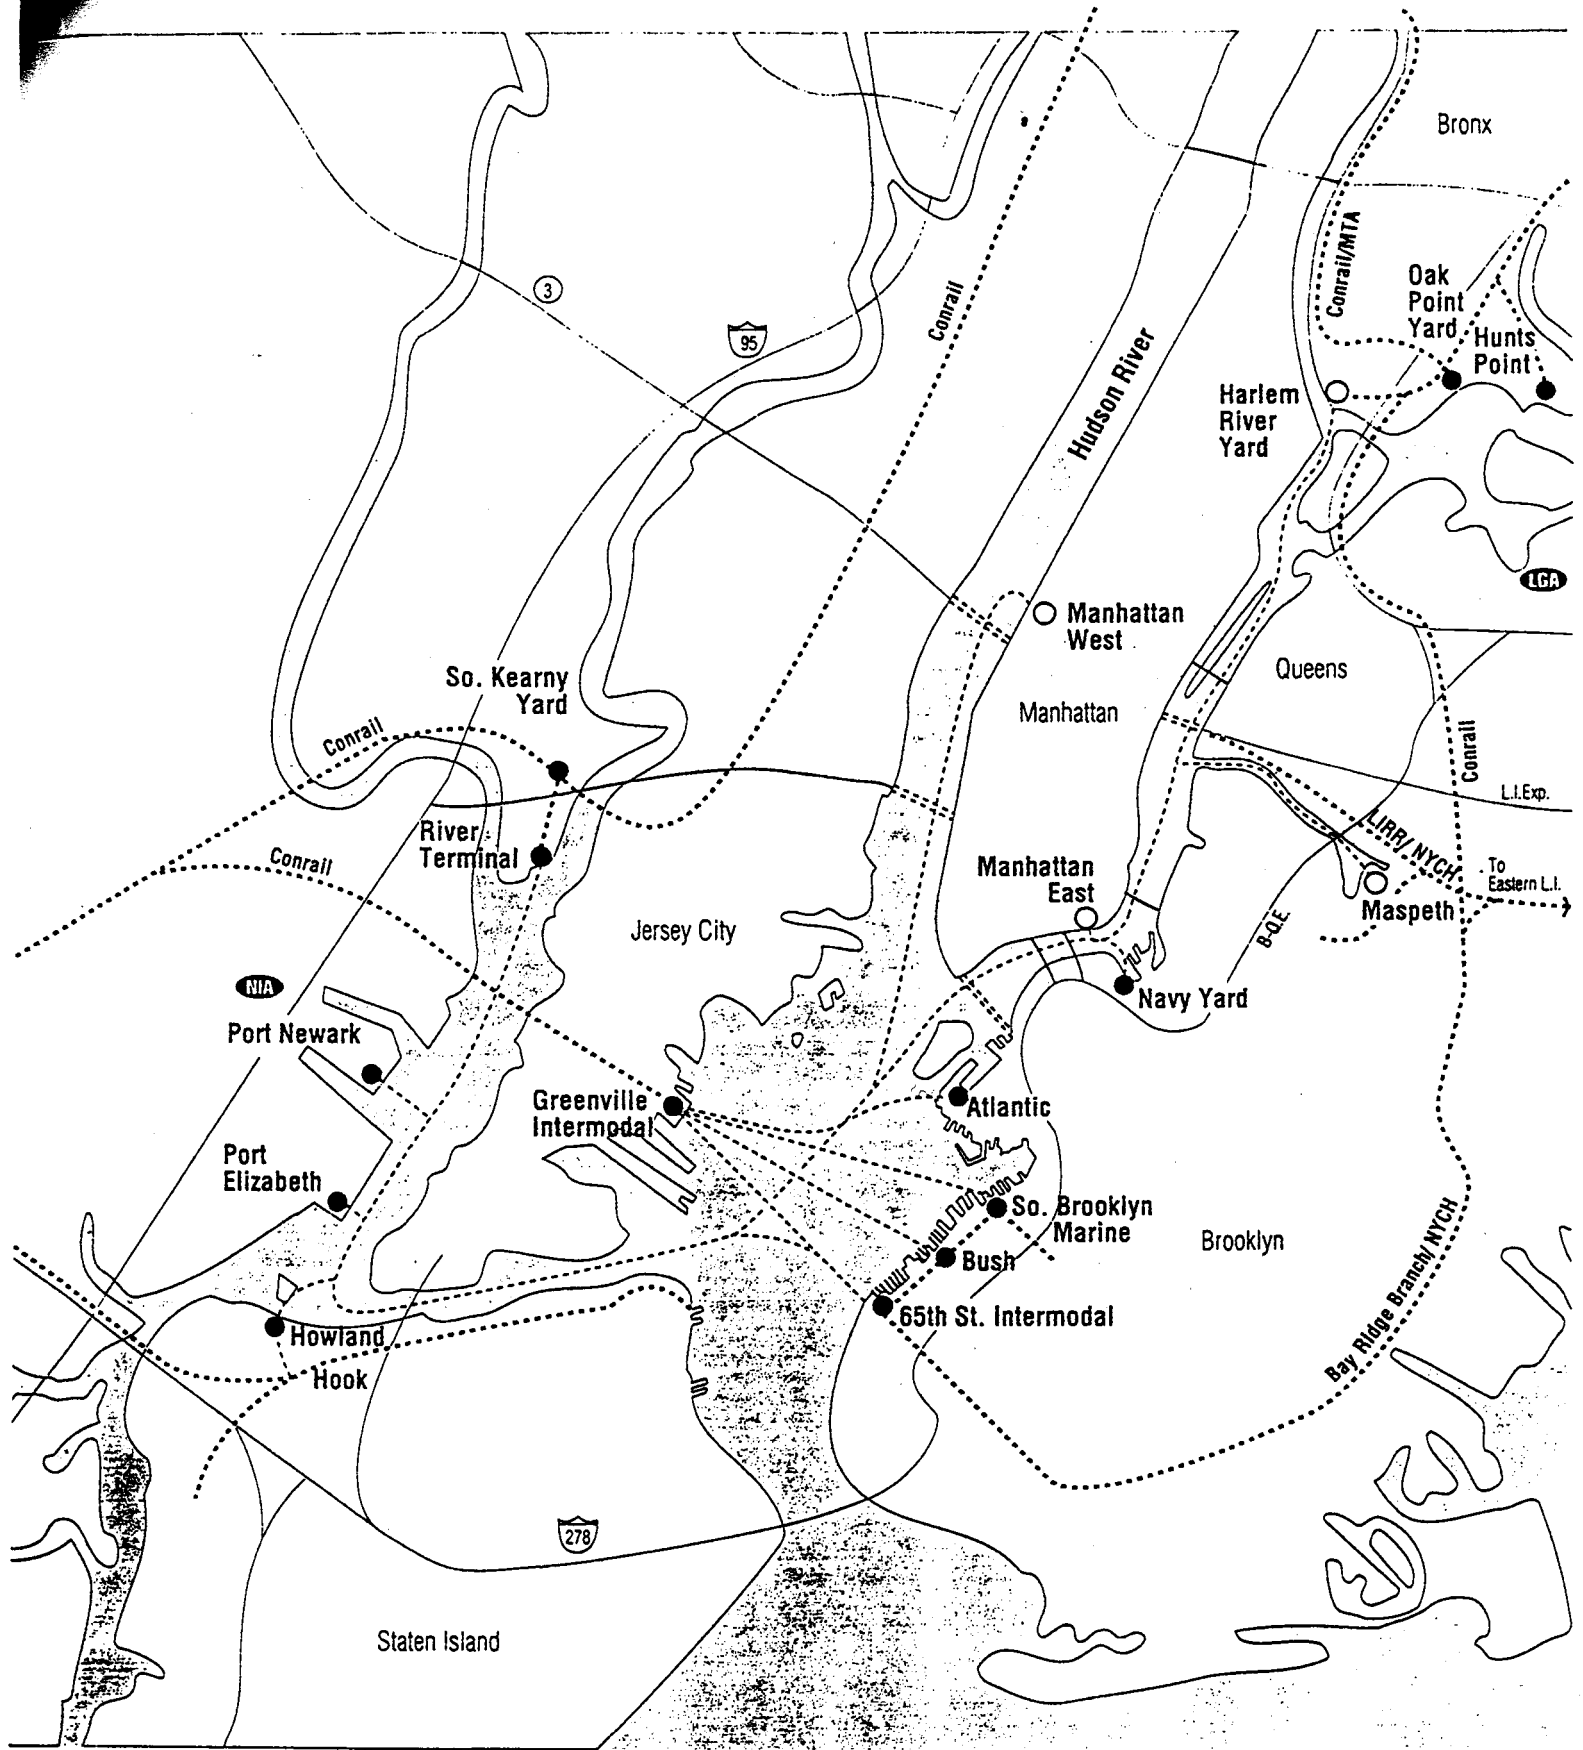 Bronx
Conrail/MTA
Oak
Point
Yard
Hunts
Point
3
95
Conrail
Hudson River
Harlem
River
Yard
LGA
Manhattan
West
Queens
So. Kearny
Yard
Manhattan
Conrail
Conrail
L.I.Exp.
River
Terminal
LIRR/NYCH
Conrail
Manhattan
East
To
Eastern L.I.
Maspeth
Jersey City
B-Q.E.
NIA
Navy Yard
Port Newark
Greenville
Intermodal
Atlantic
Port
Elizabeth
So. Brooklyn
Marine
Brooklyn
Bush
65th St. Intermodal
Bay Ridge Branch/NYCH
Howland
Hook
278
Staten Island